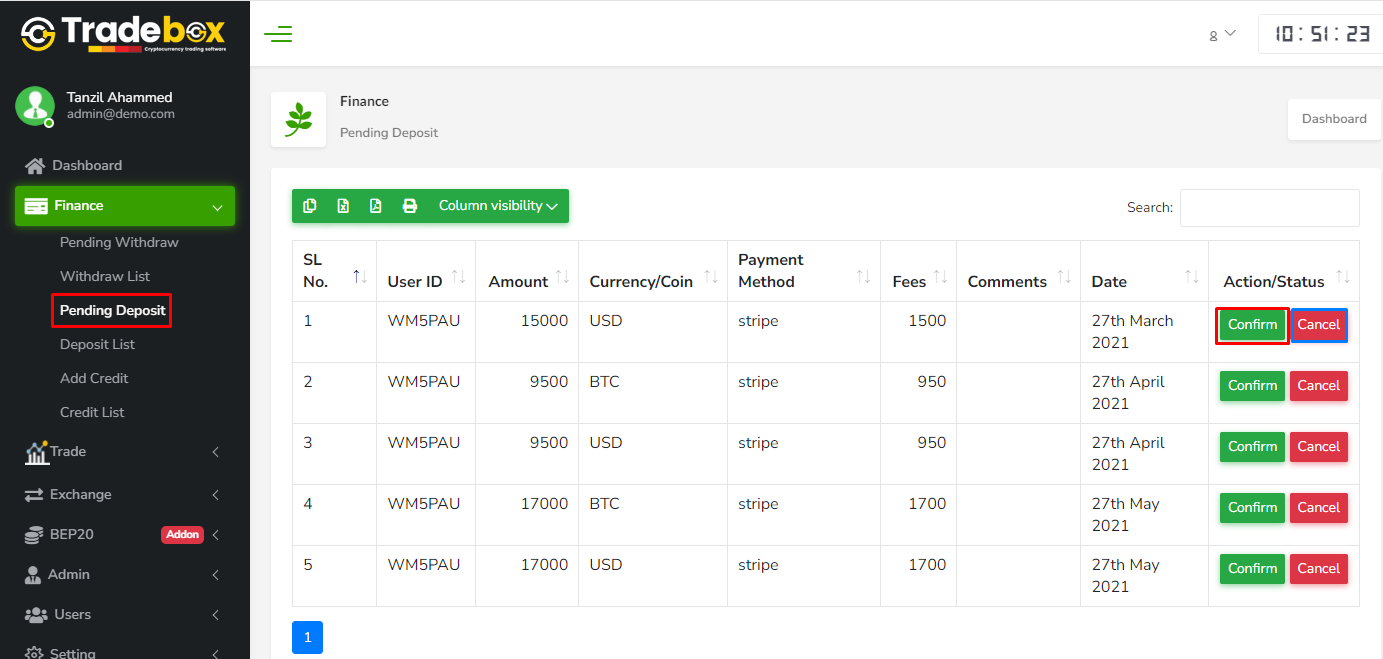 Tradebox
Cryptocurrency trading software
10:51:23
Tanzil Ahammed
admin@demo.com
Dashboard
Finance
Pending Withdraw
Withdraw List
Pending Deposit
Deposit List
Add Credit
Credit List
Trade
Exchange
BEP20 Addon
Admin
Users
Setting
Finance
Pending Deposit
Dashboard
Column visibility
Search:
SL No. User ID Amount Currency/Coin Payment Method Fees Comments Date Action/Status
1 WM5PAU 15000 USD stripe 1500 27th March 2021 Confirm Cancel
2 WM5PAU 9500 BTC stripe 950 27th April 2021 Confirm Cancel
3 WM5PAU 9500 USD stripe 950 27th April 2021 Confirm Cancel
4 WM5PAU 17000 BTC stripe 1700 27th May 2021 Confirm Cancel
5 WM5PAU 17000 USD stripe 1700 27th May 2021 Confirm Cancel
1